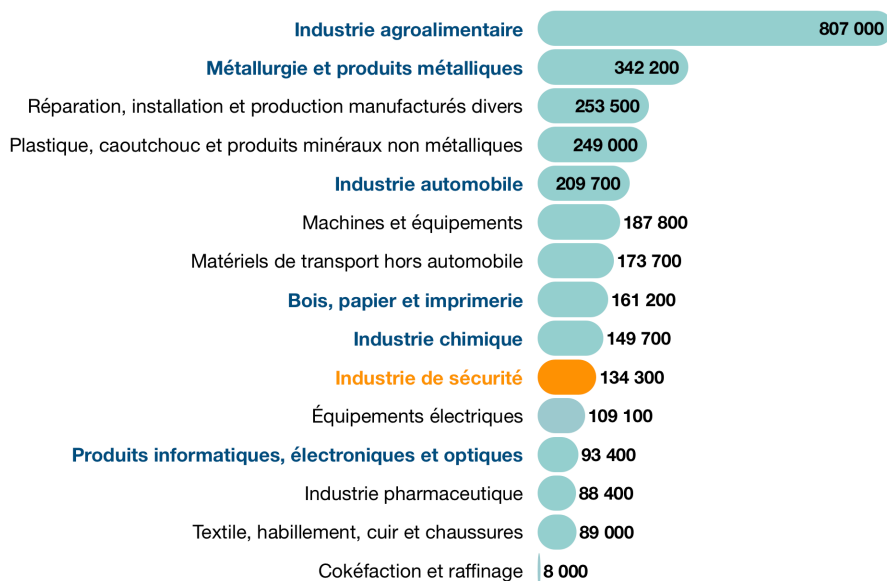 Industrie agroalimentaire 807 000
Métallurgie et produits métalliques 342 200
Réparation, installation et production manufacturés divers 253 500
Plastique, caoutchouc et produits minéraux non métalliques 249 000
Industrie automobile 209 700
Machines et équipements 187 800
Matériels de transport hors automobile 173 700
Bois, papier et imprimerie 161 200
Industrie chimique 149 700
Industrie de sécurité 134 300
Équipements électriques 109 100
Produits informatiques, électroniques et optiques 93 400
Industrie pharmaceutique 88 400
Textile, habillement, cuir et chaussures 89 000
Cokéfaction et raffinage 8 000